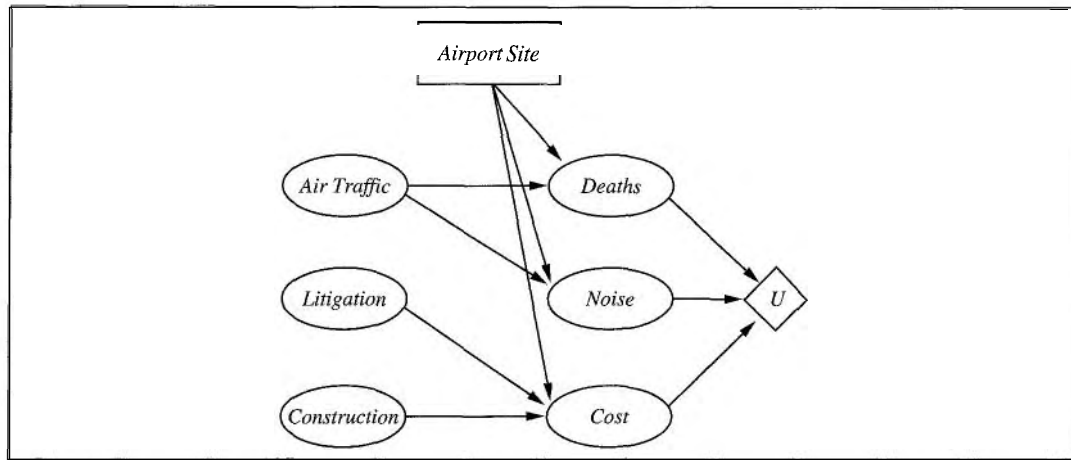 Airport Site
Air Traffic
Deaths
Litigation
Noise
U
Construction
Cost